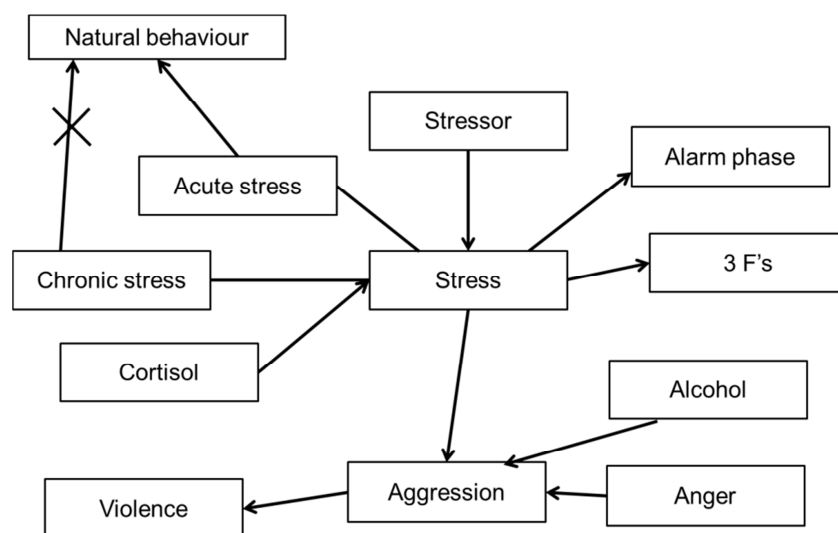 Natural behaviour
Stressor
Alarm phase
Acute stress
Chronic stress
Stress
3 F's
Cortisol
Alcohol
Violence
Aggression
Anger